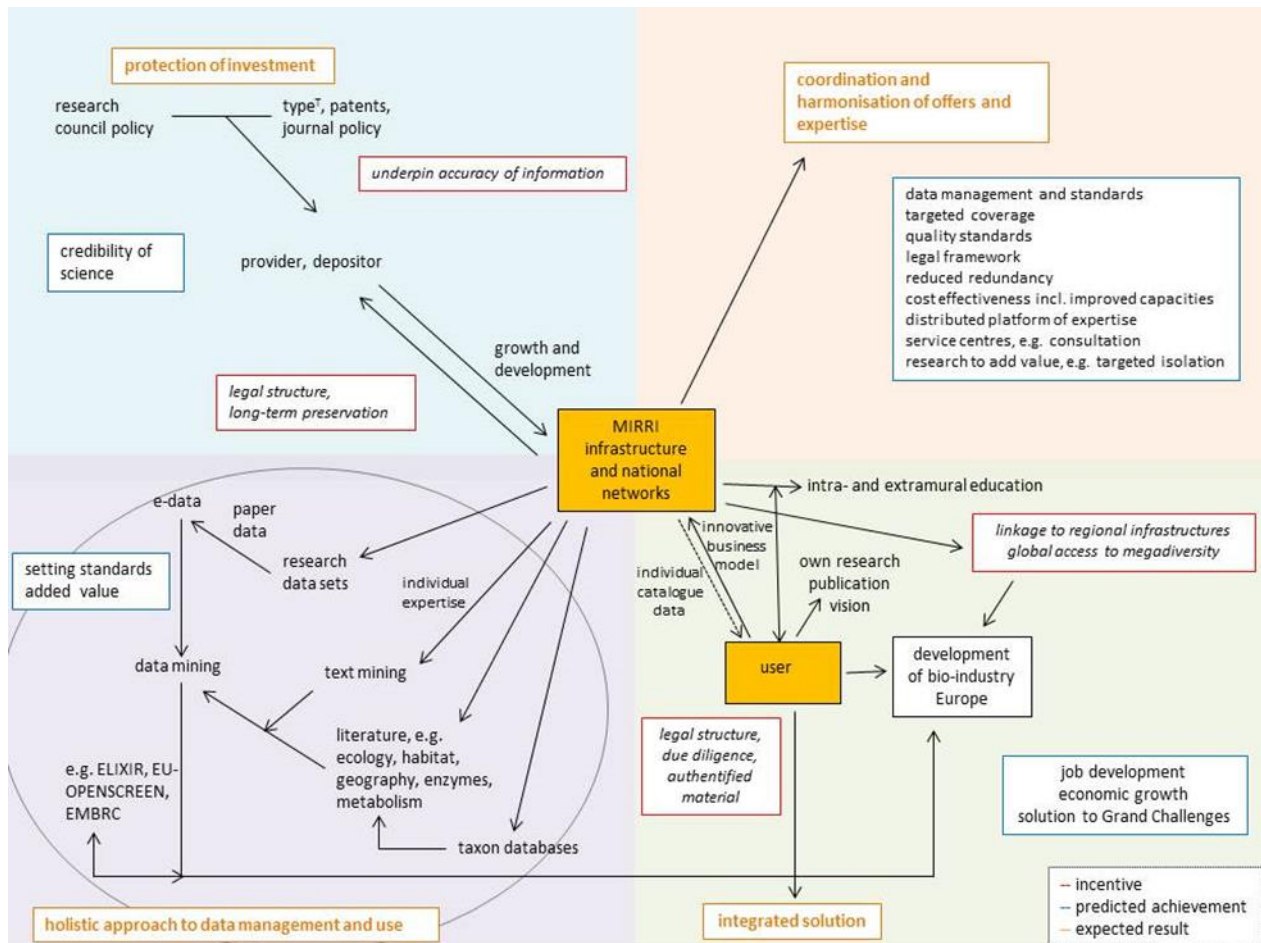 protection of investment
research
council policy
typeᵀ, patents,
journal policy
underpin accuracy of information
credibility of
science
provider, depositor
growth and
development
legal structure,
long-term preservation
coordination and
harmonisation of offers and
expertise
data management and standards
targeted coverage
quality standards
legal framework
reduced redundancy
cost effectiveness incl. improved capacities
distributed platform of expertise
service centres, e.g. consultation
research to add value, e.g. targeted isolation
MIRRI
infrastructure
and national
networks
e-data
paper
data
research
data sets
setting standards
added value
individual
expertise
data mining
text mining
literature, e.g.
ecology, habitat,
geography, enzymes,
metabolism
e.g. ELIXIR, EU-
OPENSCREEN,
EMBRC
taxon databases
holistic approach to data management and use
intra- and extramural education
innovative
business
model
individual
catalogue
data
linkage to regional infrastructures
global access to megadiversity
own research
publication
vision
user
development
of bio-industry
Europe
legal structure,
due diligence,
authentified
material
job development
economic growth
solution to Grand Challenges
integrated solution
-- incentive
-- predicted achievement
-- expected result